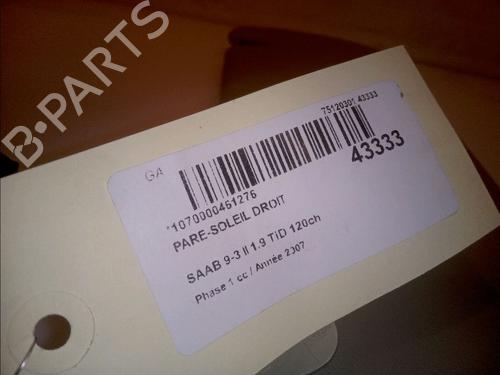 B-PARTS
GA
75120301 43333
43333
*1070000461276
PARE-SOLEIL DROIT
SAAB 9-3 II 1.9 TiD 120ch
Phase 1 cc / Année 2007